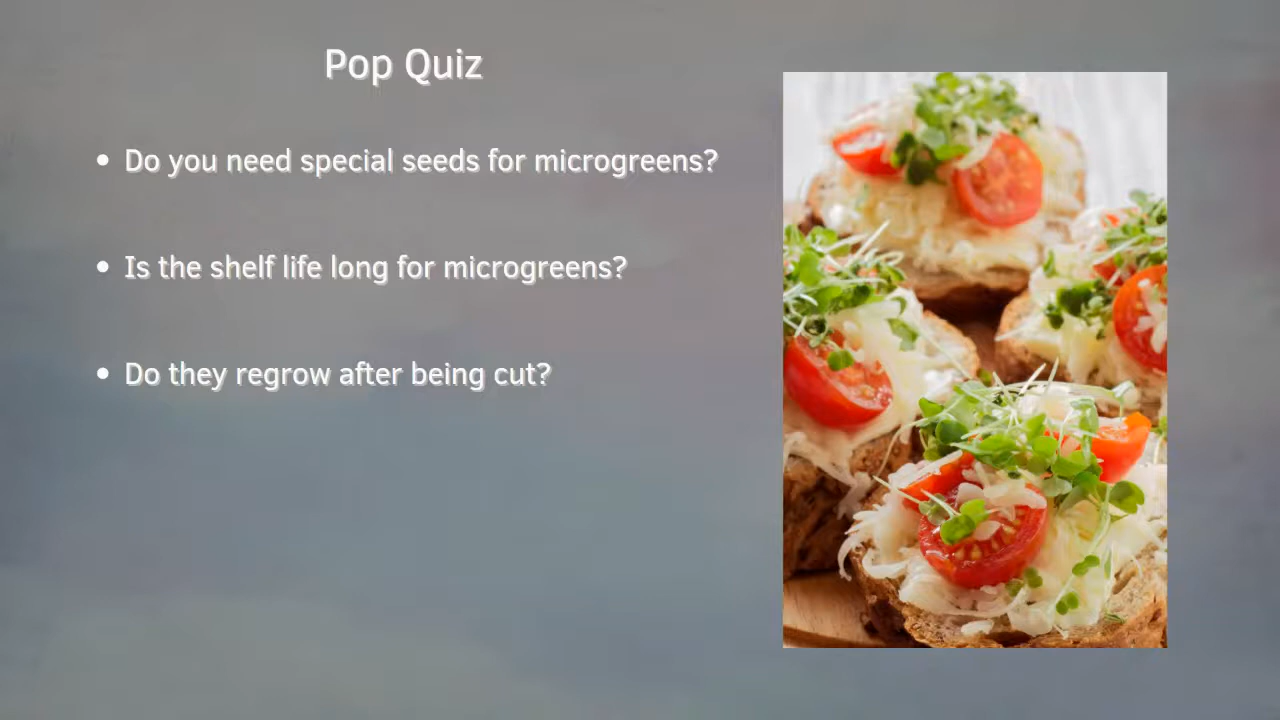 Pop Quiz
Do you need special seeds for microgreens?
Is the shelf life long for microgreens?
Do they regrow after being cut?